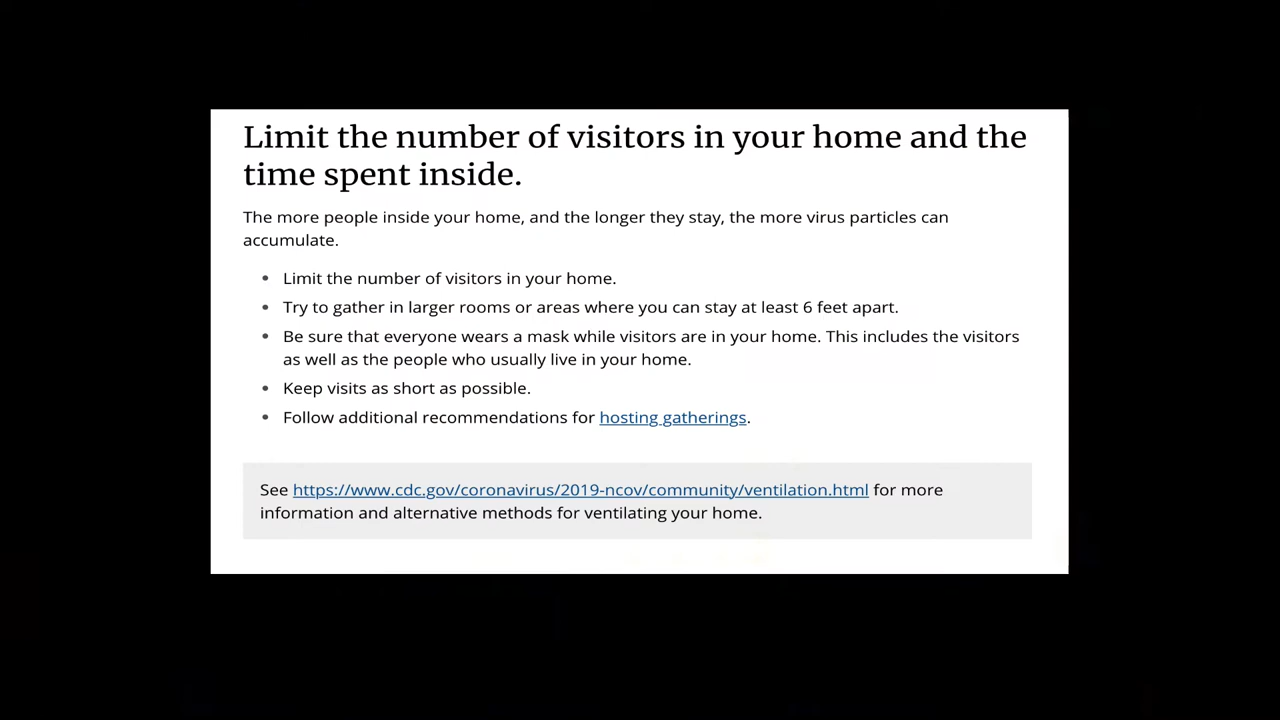 Limit the number of visitors in your home and the
time spent inside.
The more people inside your home, and the longer they stay, the more virus particles can
accumulate.
• Limit the number of visitors in your home.
• Try to gather in larger rooms or areas where you can stay at least 6 feet apart.
• Be sure that everyone wears a mask while visitors are in your home. This includes the visitors
as well as the people who usually live in your home.
• Keep visits as short as possible.
• Follow additional recommendations for hosting gatherings.
See https://www.cdc.gov/coronavirus/2019-ncov/community/ventilation.html for more
information and alternative methods for ventilating your home.